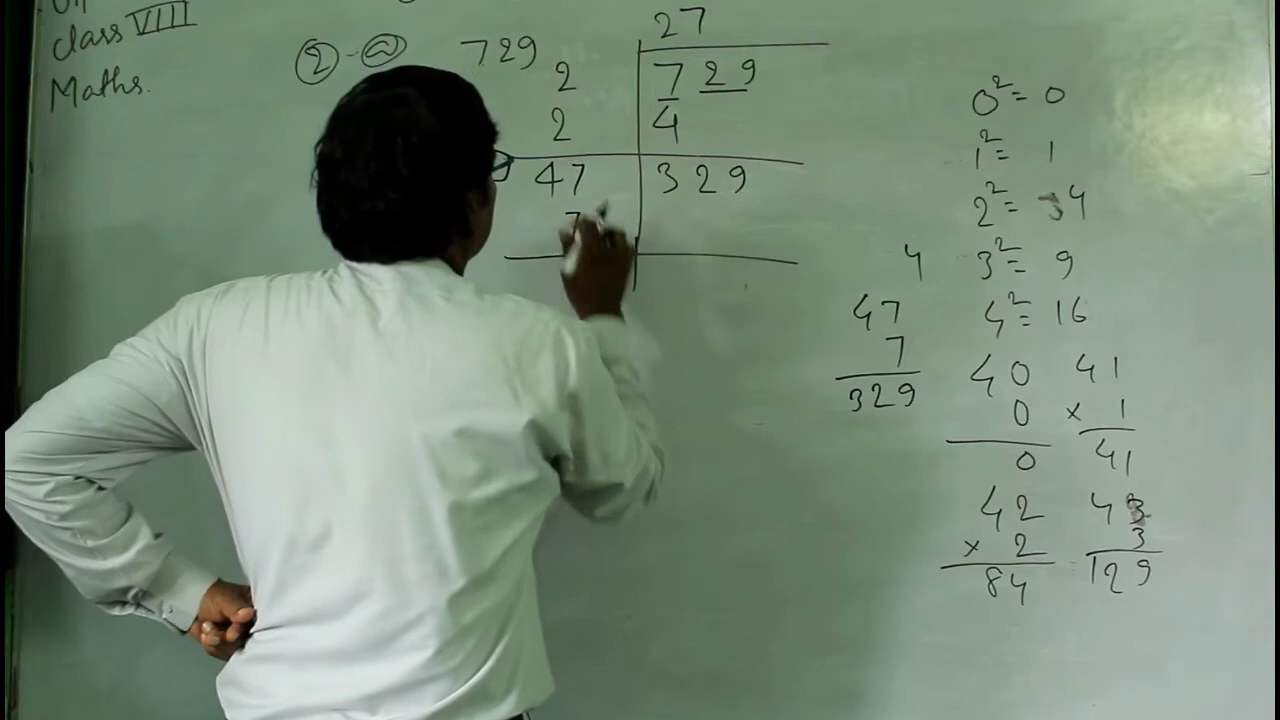 Class VIII
Maths.
2 - a 729
27
2 7 29
2 4
47 329
7
0² = 0
1² = 1
2² = 4
4 3² = 9
47 4² = 16
7
329
40 41
0 × 1
0 41
42 43
× 2 3
84 129